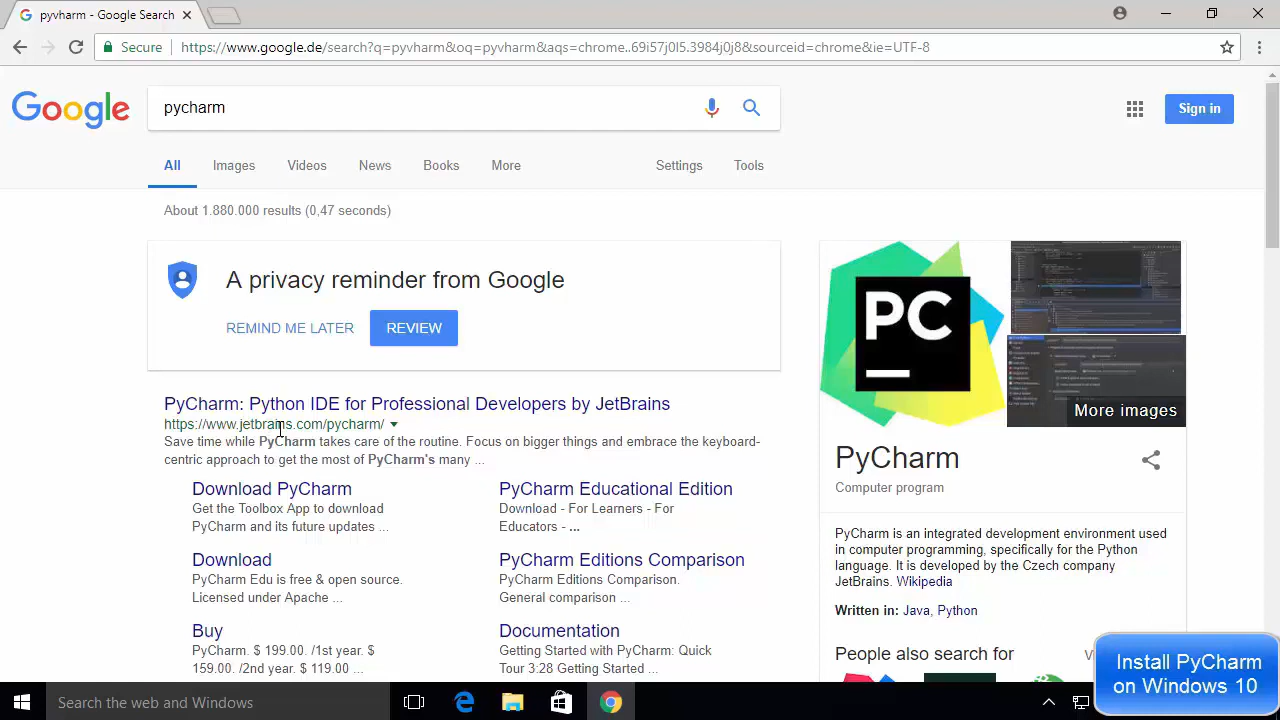 pyvharm - Google Search
Secure
https://www.google.de/search?q=pyvharm&oq=pyvharm&aqs=chrome..69i57j0l5.3984j0j8&sourceid=chrome&ie=UTF-8
Google
pycharm
Sign in
All
Images
Videos
News
Books
More
Settings
Tools
About 1.880.000 results (0,47 seconds)
A privacy reminder from Google
REMIND ME LATER
REVIEW
PyCharm: Python IDE for Professional Developers by JetBrains
https://www.jetbrains.com/pycharm/
Save time while PyCharm takes care of the routine. Focus on bigger things and embrace the keyboard-
centric approach to get the most of PyCharm's many ...
Download PyCharm
Get the Toolbox App to download
PyCharm and its future updates ...
PyCharm Educational Edition
Download - For Learners - For
Educators - ...
Download
PyCharm Edu is free & open source.
Licensed under Apache ...
PyCharm Editions Comparison
PyCharm Editions Comparison.
General comparison ...
Buy
PyCharm. $ 199.00. /1st year. $
159.00. /2nd year. $ 119.00 ...
Documentation
Getting Started with PyCharm: Quick
Tour 3:28 Getting Started ...
PC
More images
PyCharm
Computer program
PyCharm is an integrated development environment used
in computer programming, specifically for the Python
language. It is developed by the Czech company
JetBrains. Wikipedia
Written in: Java, Python
People also search for
Install PyCharm
on Windows 10
Search the web and Windows